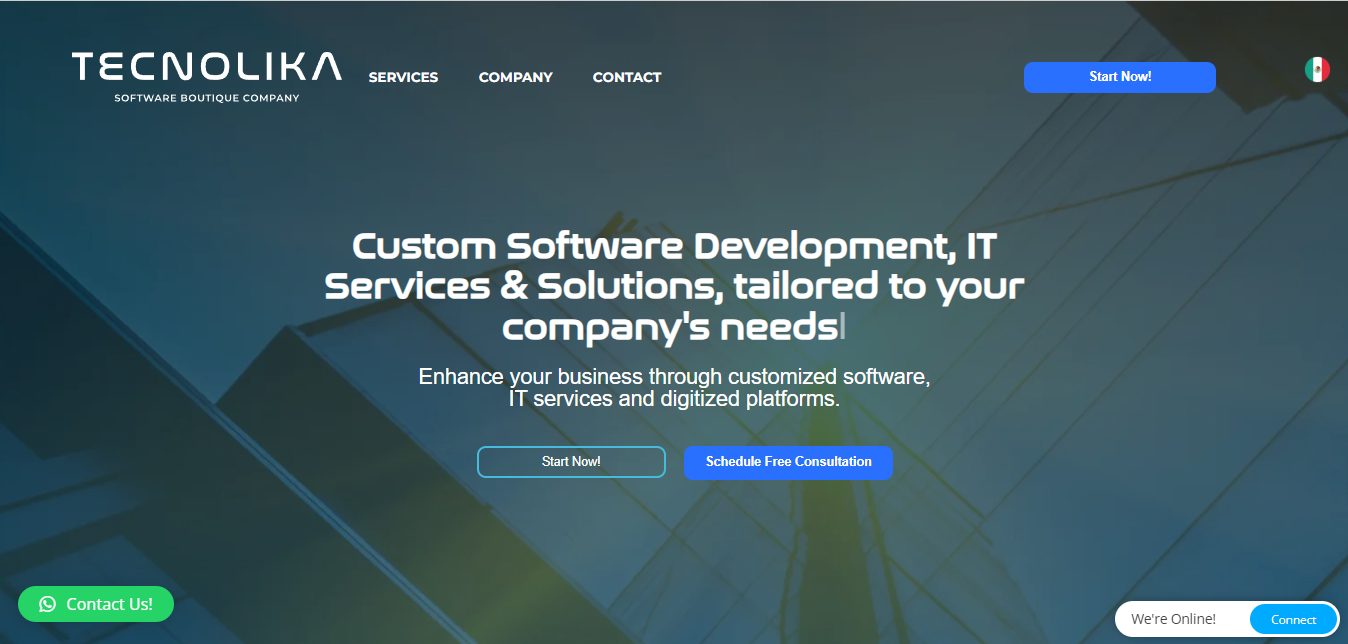 TECNOLIKA
SOFTWARE BOUTIQUE COMPANY
SERVICES
COMPANY
CONTACT
Start Now!
Custom Software Development, IT
Services & Solutions, tailored to your
company's needs
Enhance your business through customized software,
IT services and digitized platforms.
Start Now!
Schedule Free Consultation
Contact Us!
We're Online!
Connect